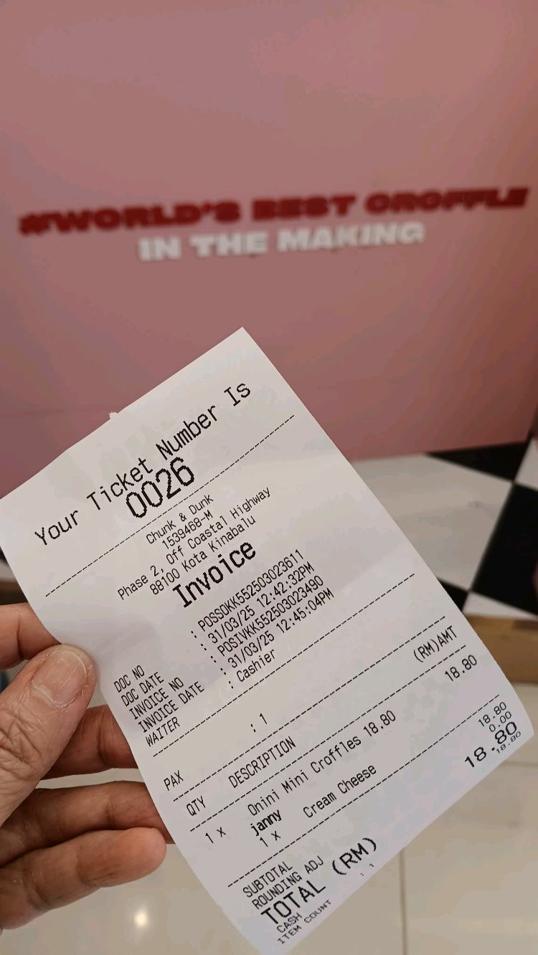 #WORLD'S BEST CROFFLE
IN THE MAKING
Your Ticket Number Is
0026
Chunk & Dunk
1539468-M
Phase 2, Off Coastal Highway
88100 Kota Kinabalu
Invoice
DOC NO : POSSDKK552503023611
DOC DATE : 31/03/25 12:42:32PM
INVOICE NO : POSIVKK552503023490
INVOICE DATE : 31/03/25 12:45:04PM
WAITER : Cashier
PAX : 1
QTY DESCRIPTION (RM)AMT
1 x Onini Mini Croffles 18.80 18.80
janny
1 x Cream Cheese
SUBTOTAL 18.80
ROUNDING ADJ 0.00
TOTAL (RM) 18.80
CASH 18.80
ITEM COUNT